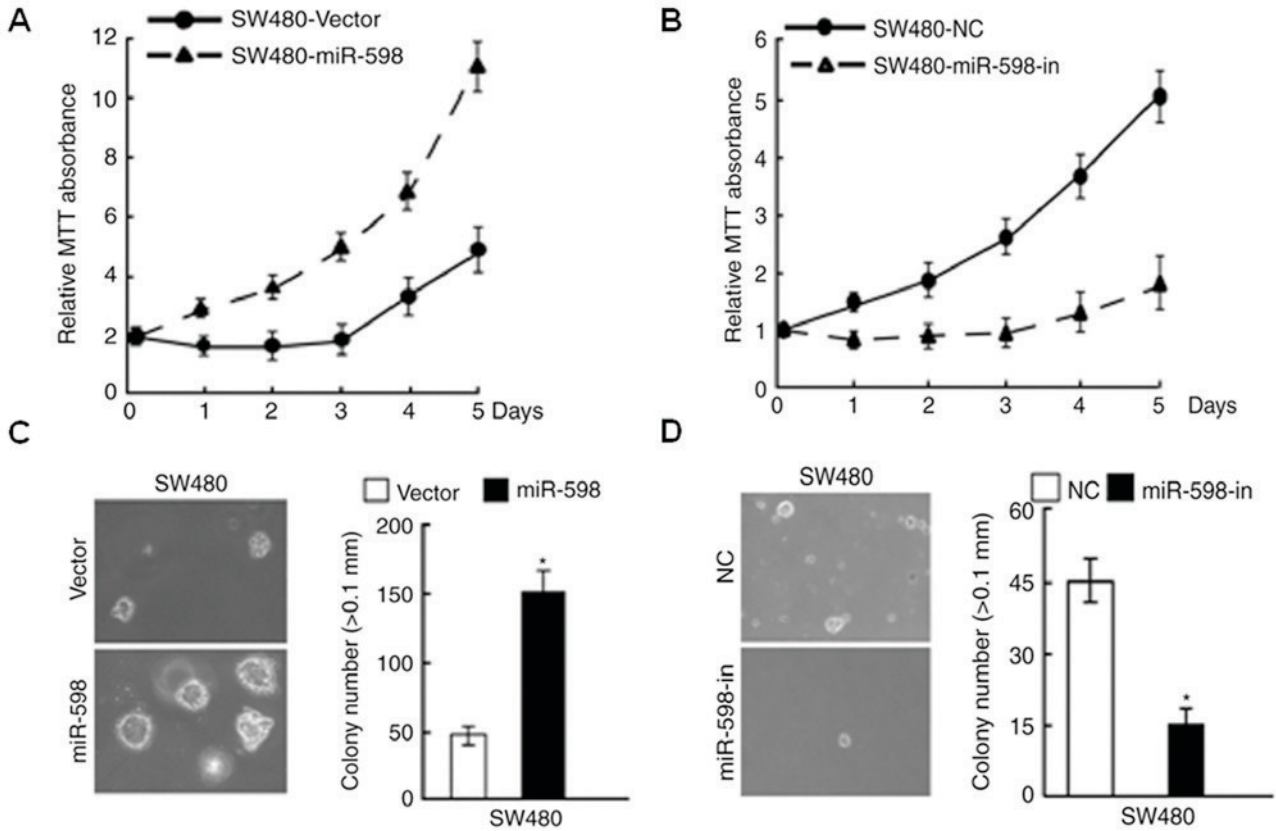 A
SW480-Vector
SW480-miR-598
Relative MTT absorbance
12
10
8
6
4
2
0
0 1 2 3 4 5 Days
B
SW480-NC
SW480-miR-598-in
Relative MTT absorbance
6
5
4
3
2
1
0
0 1 2 3 4 5 Days
C
SW480
Vector
miR-598
Vector miR-598
Colony number (>0.1 mm)
200
150
100
50
0
*
SW480
D
SW480
NC
miR-598-in
NC miR-598-in
Colony number (>0.1 mm)
60
45
30
15
0
*
SW480